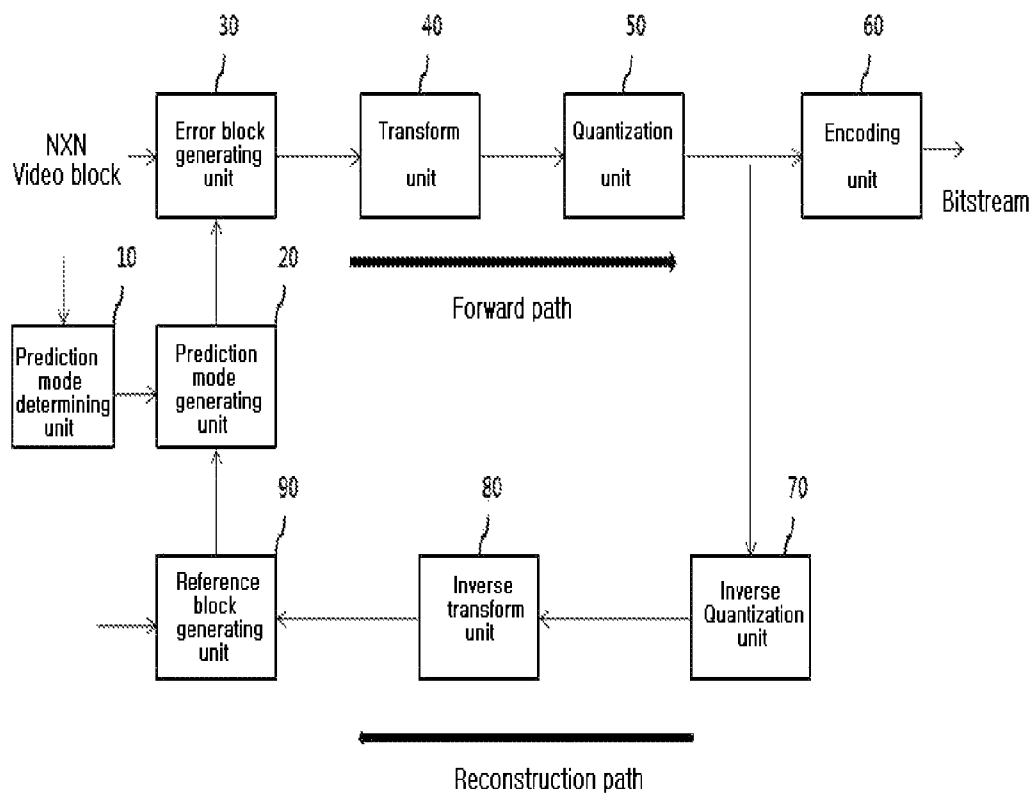 30
40
50
60
NXN
Video block
Error block
generating
unit
Transform
unit
Quantization
unit
Encoding
unit
Bitstream
10
20
Forward path
Prediction
mode
determining
unit
Prediction
mode
generating
unit
90
80
70
Reference
block
generating
unit
Inverse
transform
unit
Inverse
Quantization
unit
Reconstruction path